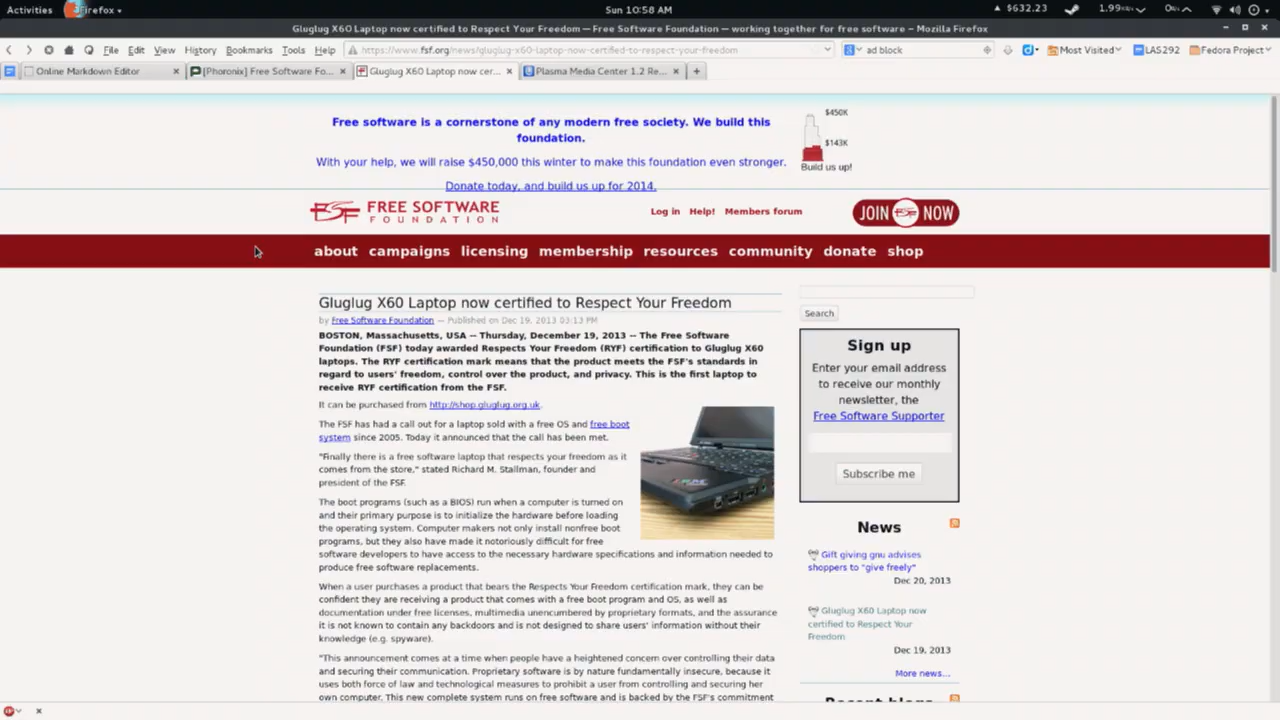 Activities Firefox Sun 10:58 AM $632.23
Gluglug X60 Laptop now certified to Respect Your Freedom — Free Software Foundation — working together for free software – Mozilla Firefox
File Edit View History Bookmarks Tools Help https://www.fsf.org/news/gluglug-x60-laptop-now-certified-to-respect-your-freedom ad block Most Visited LAS292 Fedora Project
Online Markdown Editor [Phoronix] Free Software Fo... Gluglug X60 Laptop now cer... Plasma Media Center 1.2 Re...
Free software is a cornerstone of any modern free society. We build this
foundation.
With your help, we will raise $450,000 this winter to make this foundation even stronger.
Donate today, and build us up for 2014.
$450K
$143K
Build us up!
FREE SOFTWARE
FOUNDATION
Log in Help! Members forum
JOIN FSF NOW
about campaigns licensing membership resources community donate shop
Gluglug X60 Laptop now certified to Respect Your Freedom
by Free Software Foundation — Published on Dec 19, 2013 03:13 PM
BOSTON, Massachusetts, USA -- Thursday, December 19, 2013 -- The Free Software
Foundation (FSF) today awarded Respects Your Freedom (RYF) certification to Gluglug X60
laptops. The RYF certification mark means that the product meets the FSF's standards in
regard to users' freedom, control over the product, and privacy. This is the first laptop to
receive RYF certification from the FSF.
It can be purchased from http://shop.gluglug.org.uk.
The FSF has had a call out for a laptop sold with a free OS and free boot
system since 2005. Today it announced that the call has been met.
"Finally there is a free software laptop that respects your freedom as it
comes from the store," stated Richard M. Stallman, founder and
president of the FSF.
The boot programs (such as a BIOS) run when a computer is turned on
and their primary purpose is to initialize the hardware before loading
the operating system. Computer makers not only install nonfree boot
programs, but they also have made it notoriously difficult for free
software developers to have access to the necessary hardware specifications and information needed to
produce free software replacements.
When a user purchases a product that bears the Respects Your Freedom certification mark, they can be
confident they are receiving a product that comes with a free boot program and OS, as well as
documentation under free licenses, multimedia unencumbered by proprietary formats, and the assurance
it is not known to contain any backdoors and is not designed to share users' information without their
knowledge (e.g. spyware).
"This announcement comes at a time when people have a heightened concern over controlling their data
and securing their communication. Proprietary software is by nature fundamentally insecure, because it
uses both force of law and technological measures to prohibit a user from controlling and securing her
own computer. This new complete system runs on free software and is backed by the FSF's commitment
Search
Sign up
Enter your email address
to receive our monthly
newsletter, the
Free Software Supporter
Subscribe me
News
Gift giving gnu advises
shoppers to "give freely"
Dec 20, 2013
Gluglug X60 Laptop now
certified to Respect Your
Freedom
Dec 19, 2013
More news...
Recent blogs